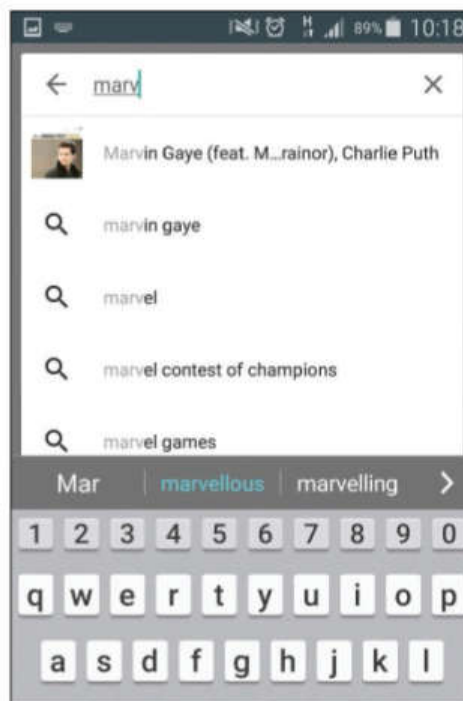 H 89% 10:18
marv
Marvin Gaye (feat. M...rainor), Charlie Puth
marvin gaye
marvel
marvel contest of champions
marvel games
Mar marvellous marvelling
1 2 3 4 5 6 7 8 9 0
q w e r t y u i o p
a s d f g h j k l